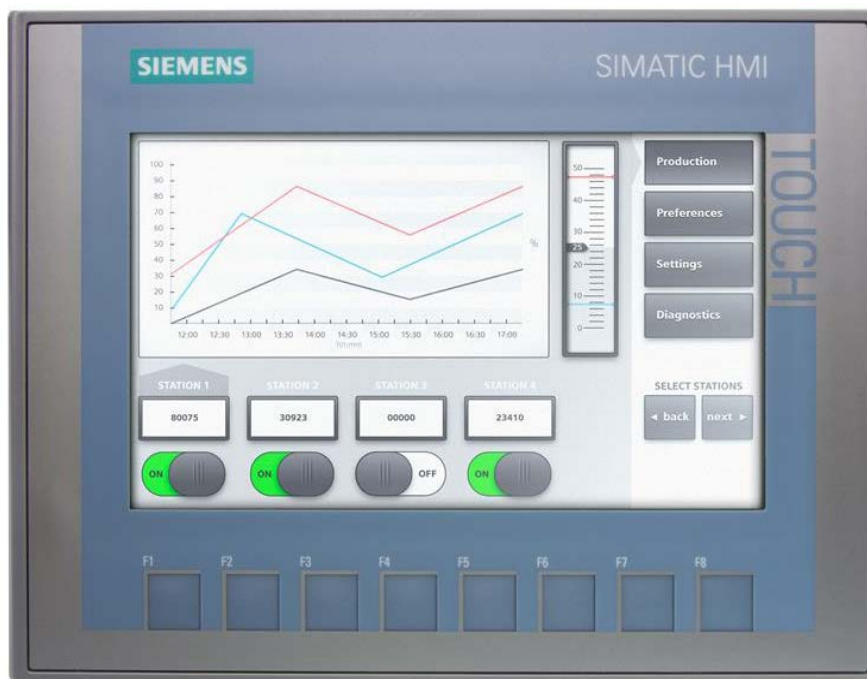 SIEMENS
SIMATIC HMI
TOUCH
100
90
80
70
60
50
40
30
20
10
%
12:00 12:30 13:00 13:30 14:00 14:30 15:00 15:30 16:00 16:30 17:00
50
40
30
25
20
10
0
Production
Preferences
Settings
Diagnostics
SELECT STATIONS
◄ back next ►
STATION 1 STATION 2 STATION 3 STATION 4
80075 30923 00000 23410
ON ON OFF ON
F1 F2 F3 F4 F5 F6 F7 F8